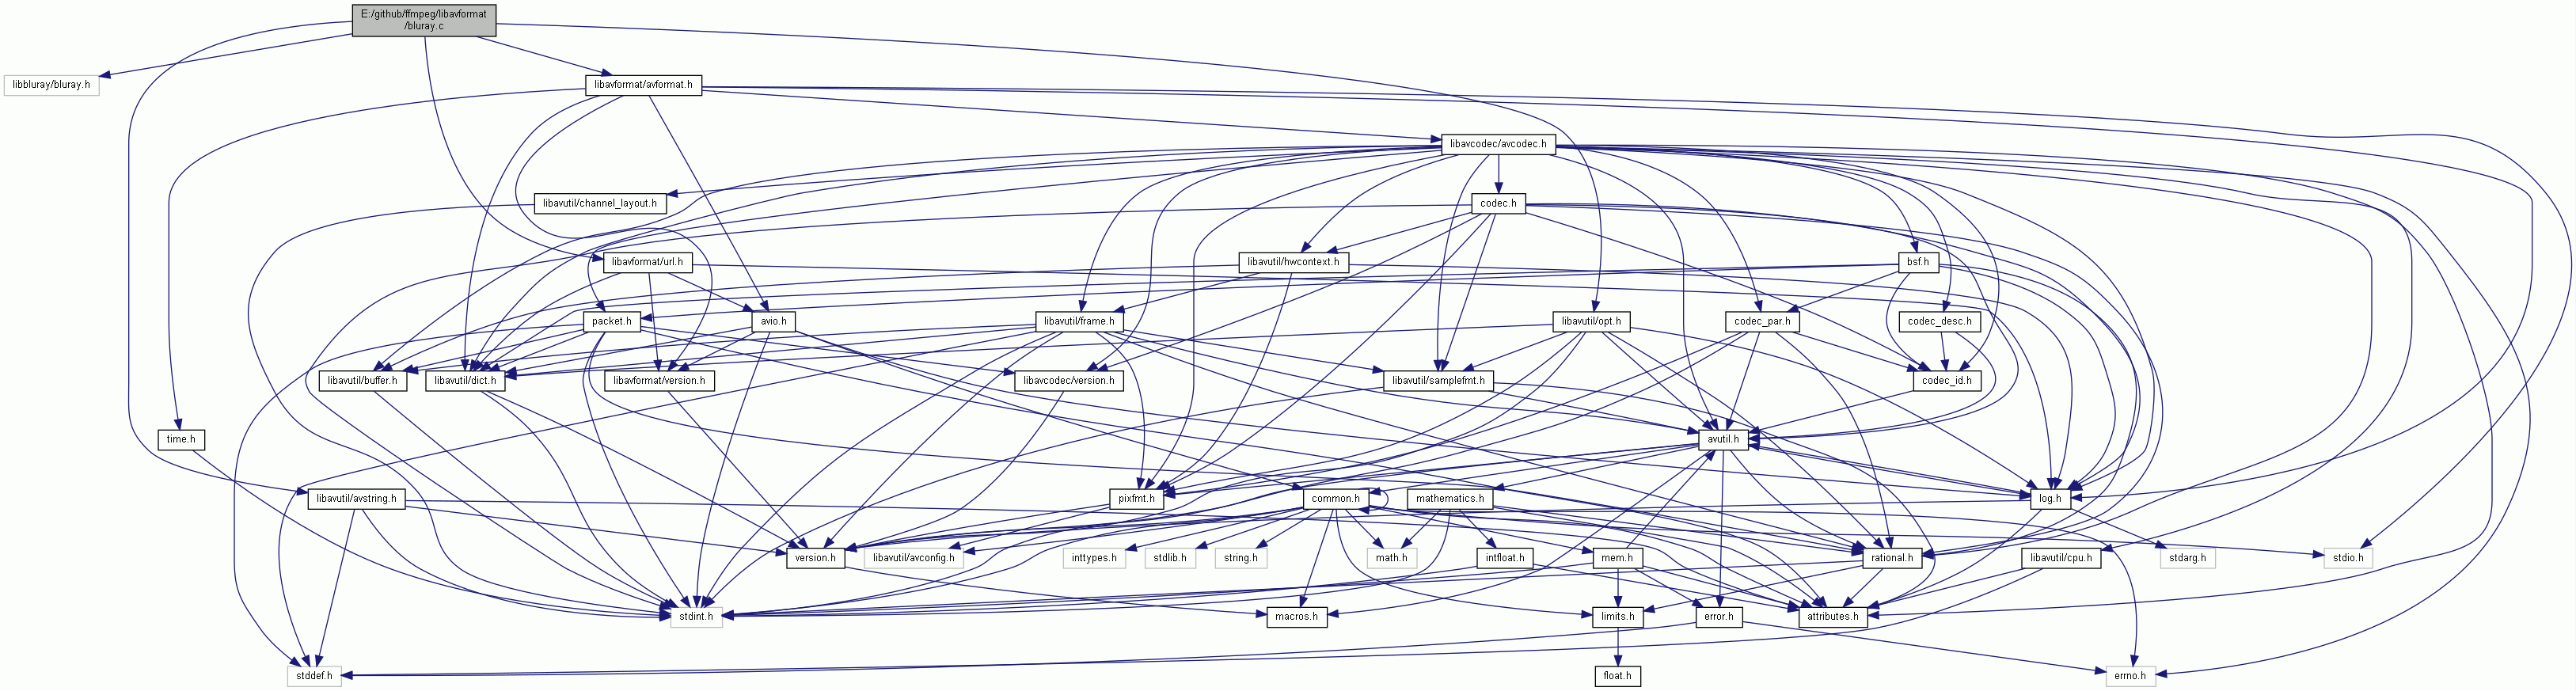 E:/github/ffmpeg/libavformat
/bluray.c
libbluray/bluray.h
libavformat/avformat.h
libavcodec/avcodec.h
libavutil/channel_layout.h
codec.h
libavformat/url.h
libavutil/hwcontext.h
bsf.h
packet.h
avio.h
libavutil/frame.h
libavutil/opt.h
codec_par.h
codec_desc.h
libavutil/buffer.h
libavutil/dict.h
libavformat/version.h
libavcodec/version.h
libavutil/samplefmt.h
codec_id.h
time.h
avutil.h
libavutil/avstring.h
pixfmt.h
common.h
mathematics.h
log.h
version.h
libavutil/avconfig.h
inttypes.h
stdlib.h
string.h
math.h
intfloat.h
mem.h
rational.h
libavutil/cpu.h
stdarg.h
stdio.h
stdint.h
macros.h
limits.h
error.h
attributes.h
stddef.h
float.h
errno.h